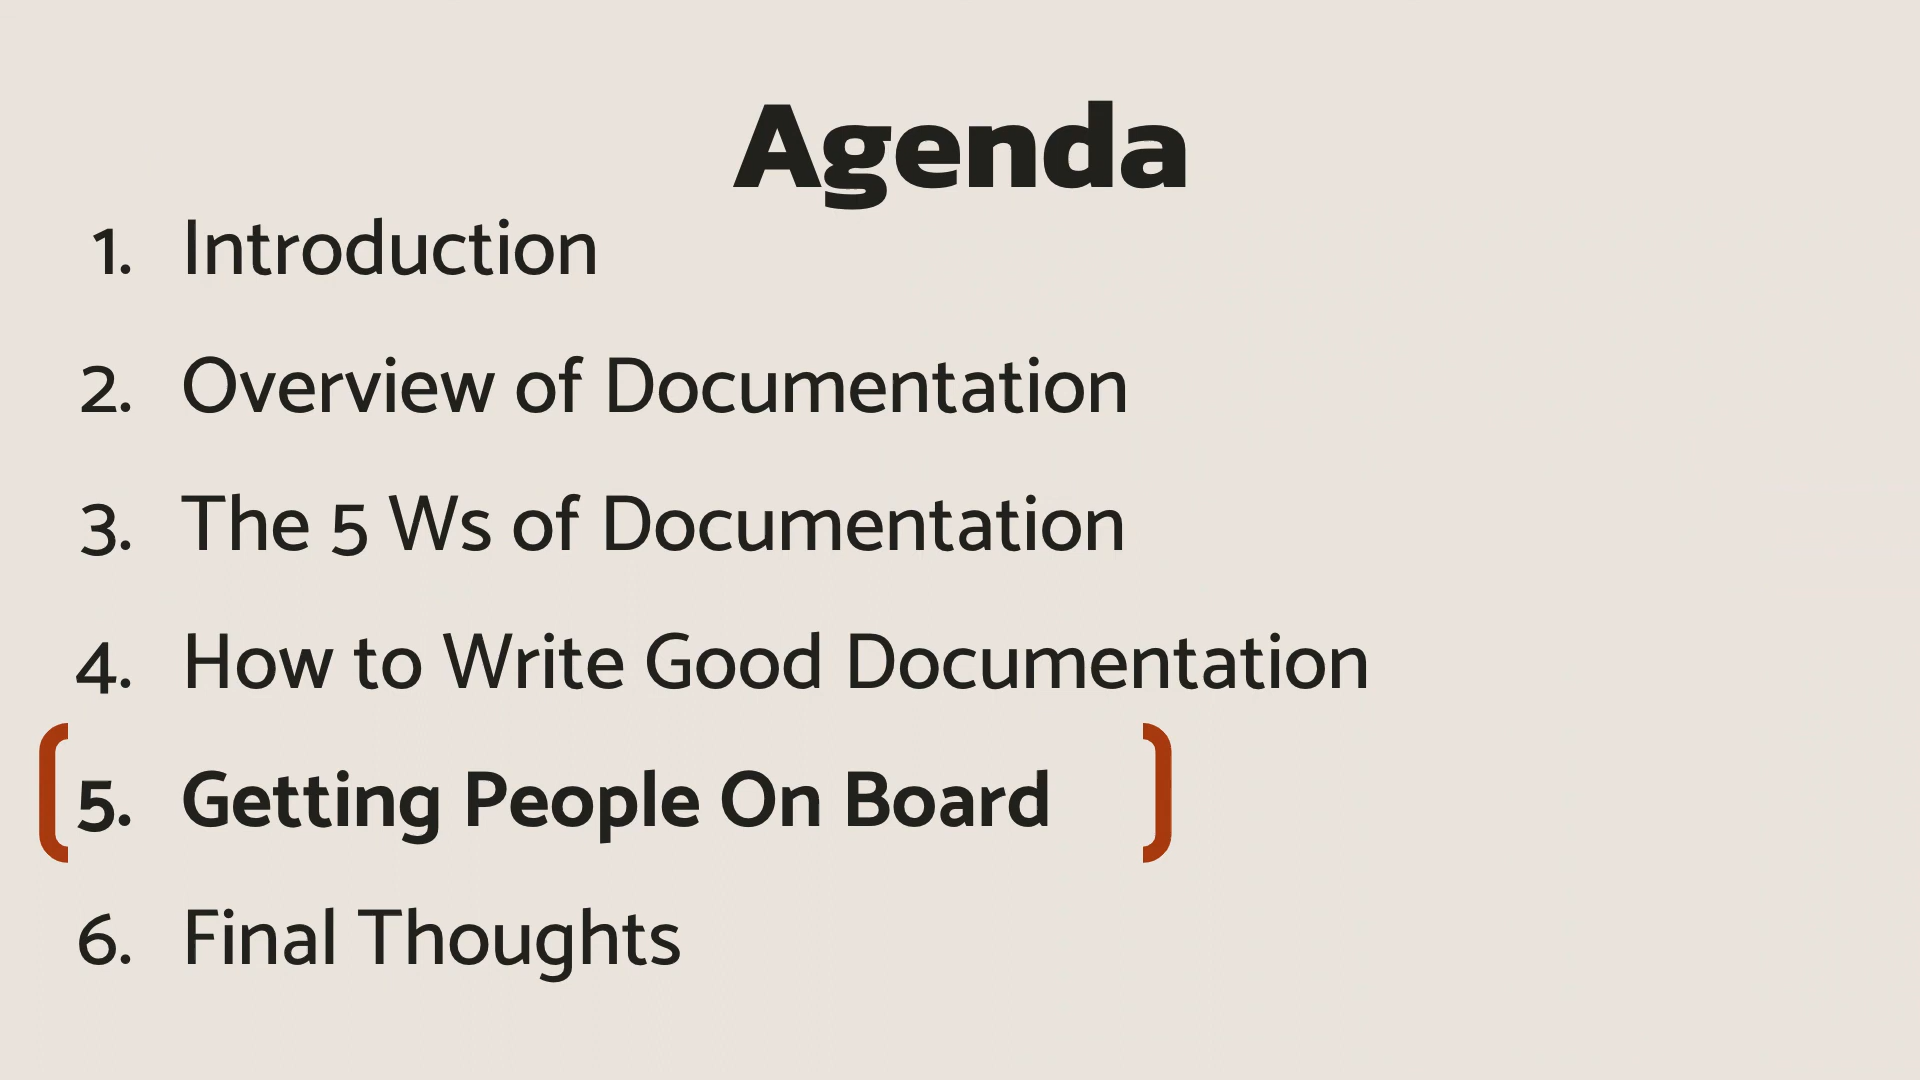 Agenda
1. Introduction
2. Overview of Documentation
3. The 5 Ws of Documentation
4. How to Write Good Documentation
5. Getting People On Board
6. Final Thoughts